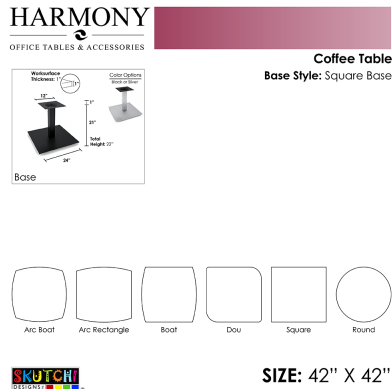 HARMONY
OFFICE TABLES & ACCESSORIES
Coffee Table
Base Style: Square Base
Worksurface
Thickness: 1"
1"
Color Options
Black or Silver
12"
1"
21"
Total
Height: 22"
24"
Base
Arc Boat
Arc Rectangle
Boat
Dou
Square
Round
SKUTCHI
DESIGNS
SIZE: 42" X 42"